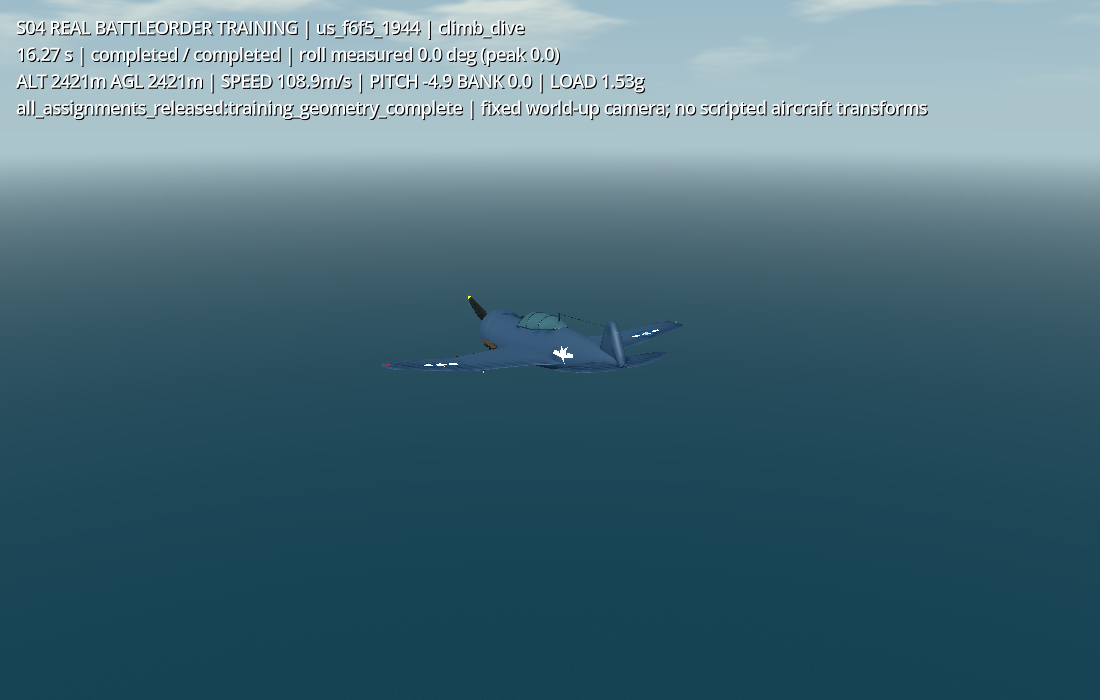 S04 REAL BATTLEORDER TRAINING | us_f6f5_1944 | climb_dive
16.27 s | completed / completed | roll measured 0.0 deg (peak 0.0)
ALT 2421m AGL 2421m | SPEED 108.9m/s | PITCH -4.9 BANK 0.0 | LOAD 1.53g
all_assignments_released:training_geometry_complete | fixed world-up camera; no scripted aircraft transforms